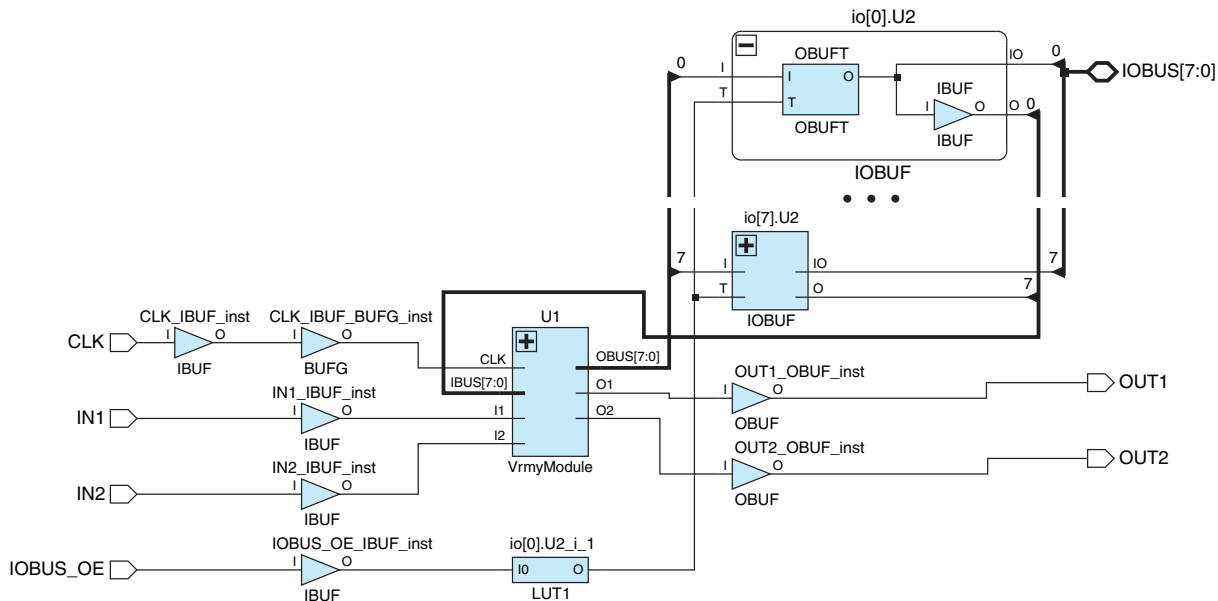 io[0].U2
OBUFT
I O
T
OBUFT
IBUF
I O
IBUF
I
T
IO
O
0
0
0
IOBUS[7:0]
IOBUF
• • •
io[7].U2
7
I
T
IO
O
7
7
IOBUF
CLK
CLK_IBUF_inst
I O
IBUF
CLK_IBUF_BUFG_inst
I O
BUFG
U1
CLK
IBUS[7:0]
I1
I2
OBUS[7:0]
O1
O2
VrmyModule
IN1
IN1_IBUF_inst
I O
IBUF
IN2
IN2_IBUF_inst
I O
IBUF
OUT1_OBUF_inst
I O
OBUF
OUT1
OUT2_OBUF_inst
I O
OBUF
OUT2
IOBUS_OE
IOBUS_OE_IBUF_inst
I O
IBUF
io[0].U2_i_1
I0 O
LUT1